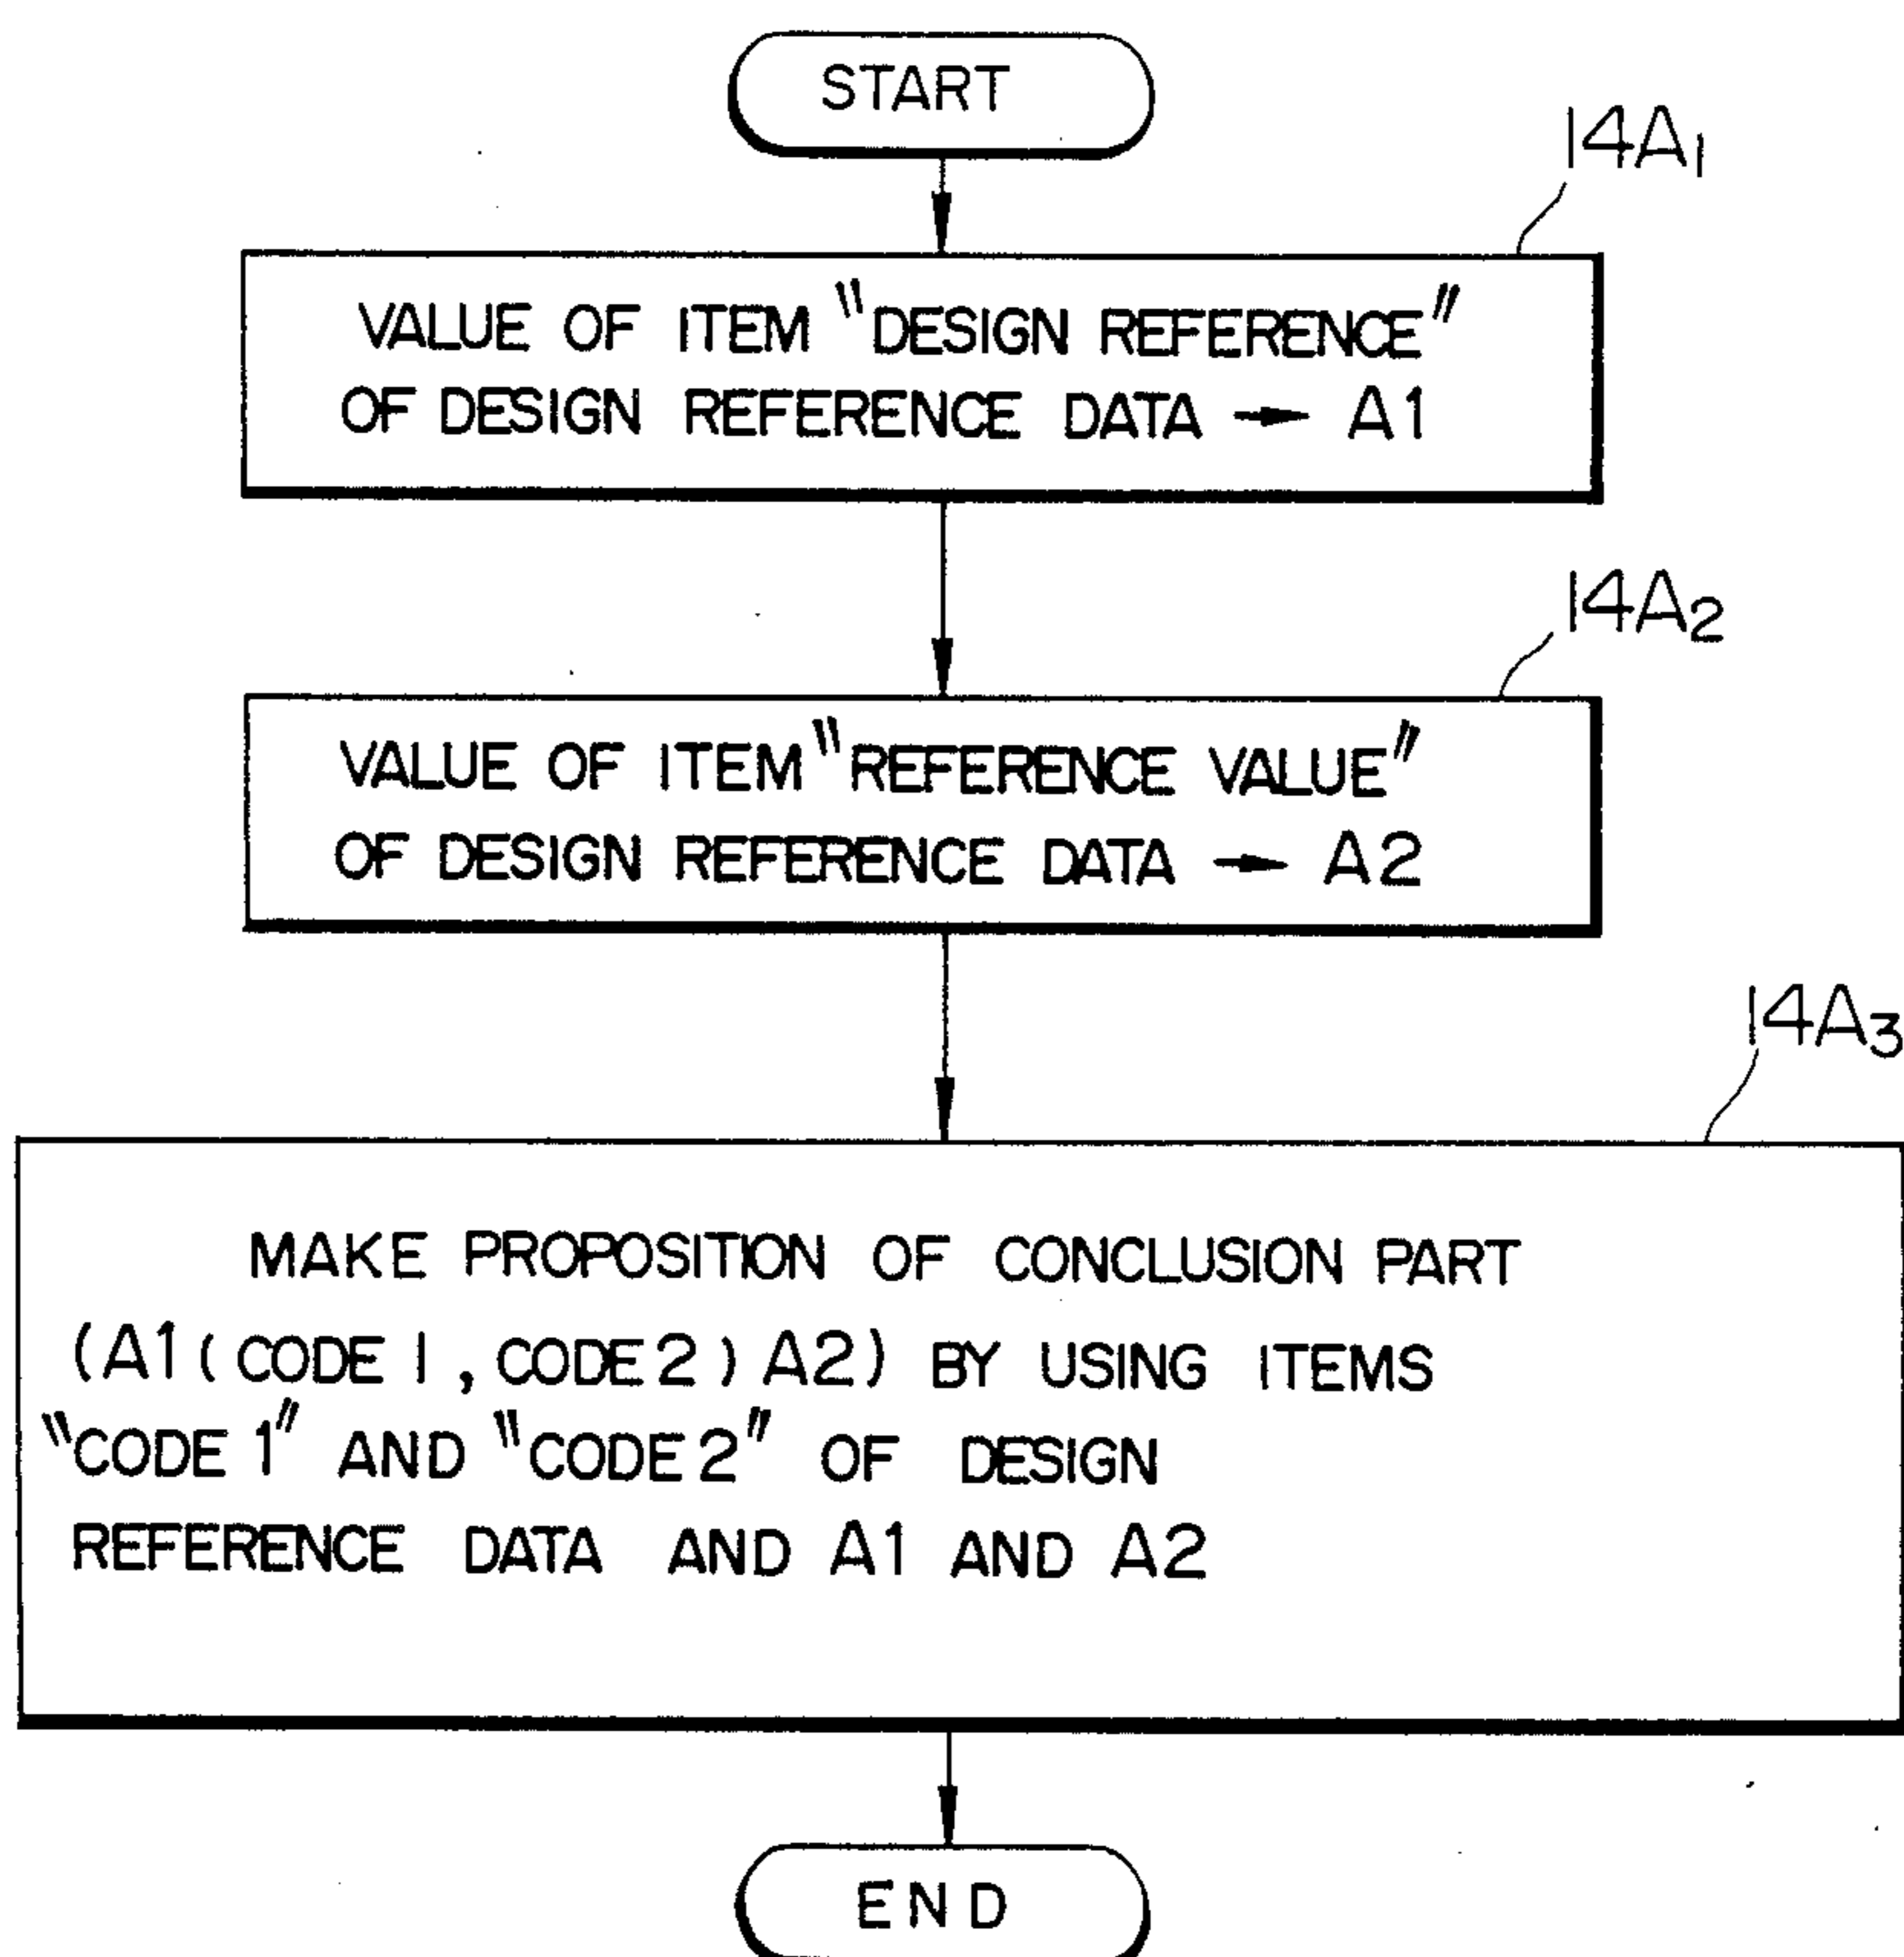 START
14A1
VALUE OF ITEM "DESIGN REFERENCE"
OF DESIGN REFERENCE DATA → A1
14A2
VALUE OF ITEM "REFERENCE VALUE"
OF DESIGN REFERENCE DATA → A2
14A3
MAKE PROPOSITION OF CONCLUSION PART
(A1(CODE 1, CODE 2) A2) BY USING ITEMS
"CODE 1" AND "CODE 2" OF DESIGN
REFERENCE DATA AND A1 AND A2
END